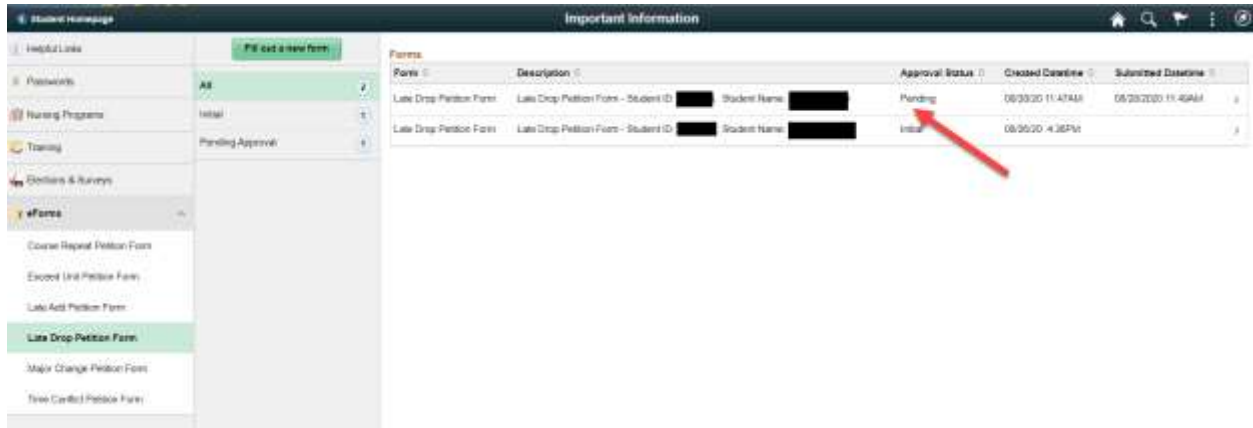 Student Homepage
Important Information
Helpful Links
Passwords
Nursing Programs
Training
Elections & Surveys
eForms
Course Repeat Petition Form
Exceed Unit Petition Form
Late Add Petition Form
Late Drop Petition Form
Major Change Petition Form
Time Conflict Petition Form
Fill out a new form
All 2
Initial 1
Pending Approval 1
Forms
Form Description Approval Status Created Datetime Submitted Datetime
Late Drop Petition Form Late Drop Petition Form - Student ID: Student Name: Pending
Late Drop Petition Form Late Drop Petition Form - Student ID: Student Name: Initial